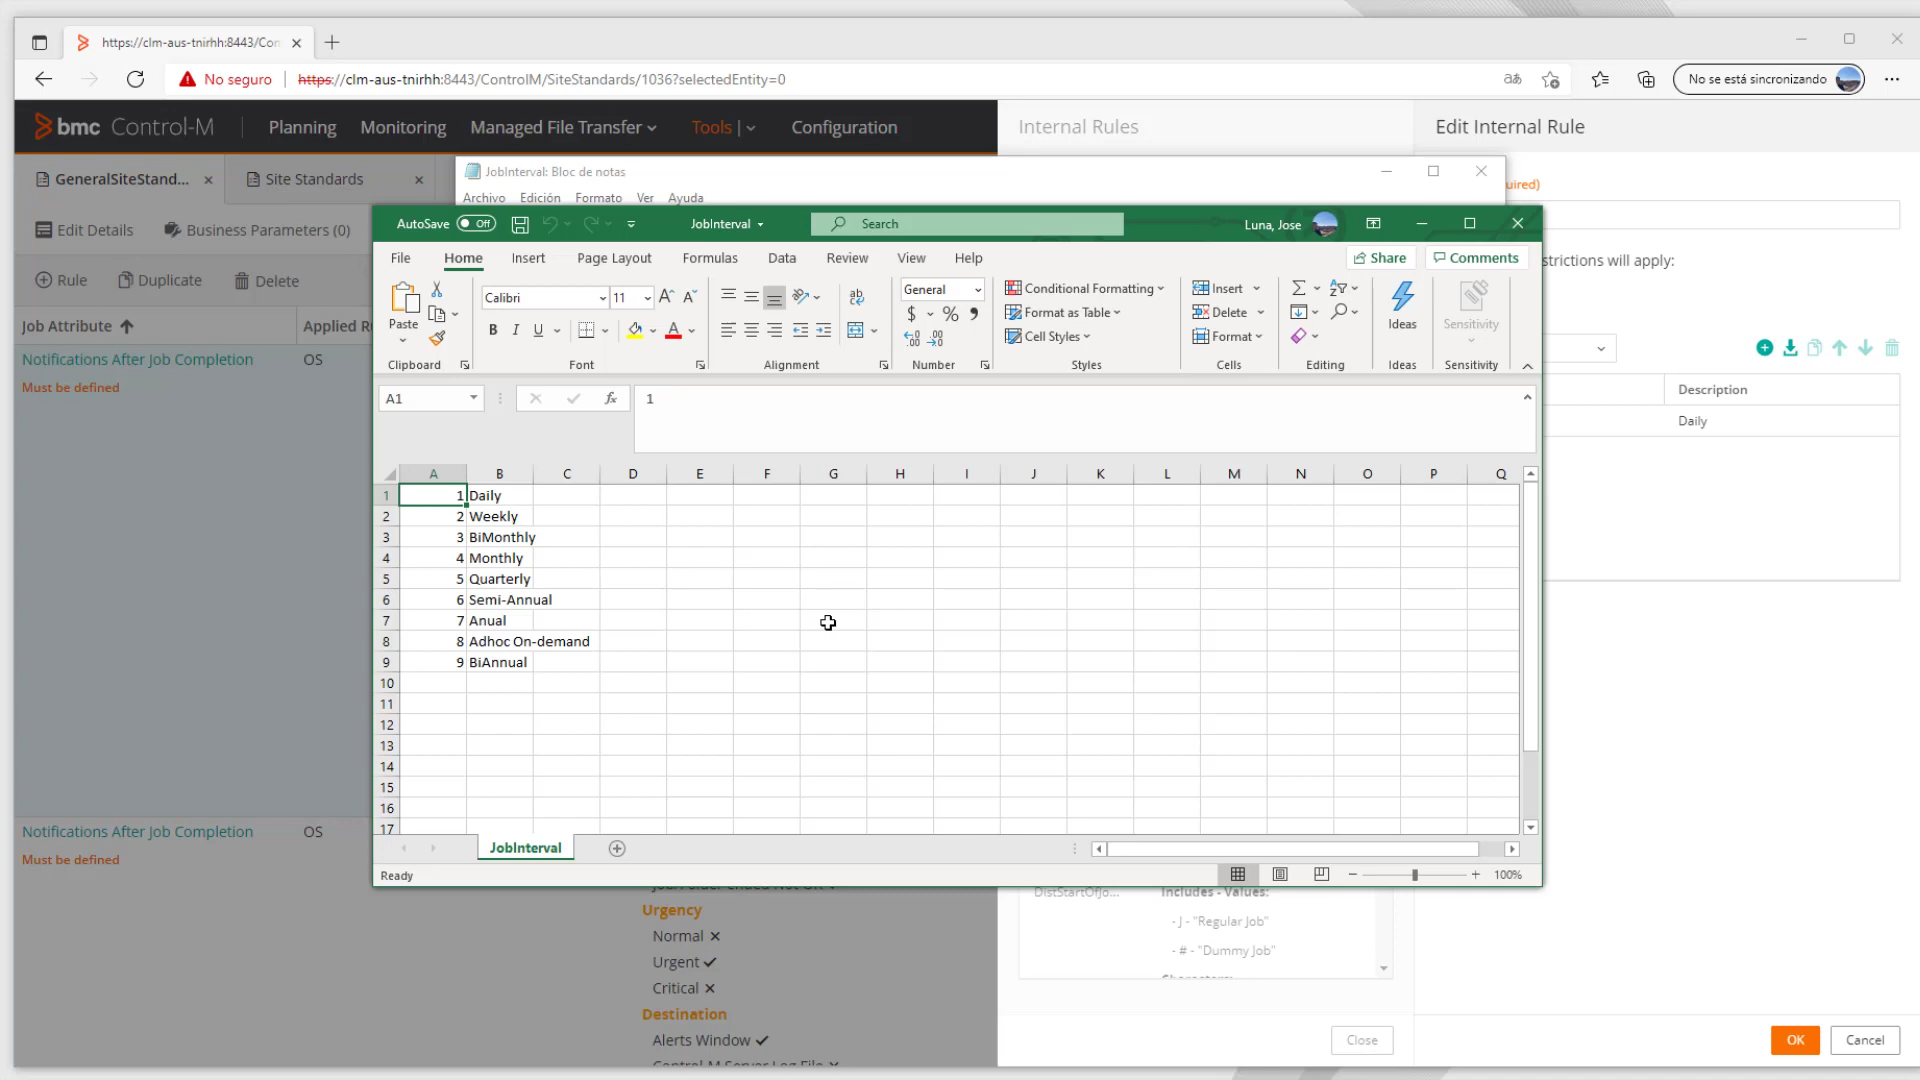 https://clm-aus-tnirhh:8443/Con
No seguro
https://clm-aus-tnirhh:8443/ControlM/SiteStandards/1036?selectedEntity=0
No se está sincronizando
bmc Control-M
Planning
Monitoring
Managed File Transfer
Tools
Configuration
Internal Rules
Edit Internal Rule
GeneralSiteStand...
Site Standards
Edit Details
Business Parameters (0)
Rule
Duplicate
Delete
Job Attribute
Applied Ru
Notifications After Job Completion
OS
Must be defined
Notifications After Job Completion
OS
Must be defined
JobInterval: Bloc de notas
Archivo Edición Formato Ver Ayuda
uired)
strictions will apply:
Description
Daily
AutoSave Off
JobInterval
Search
Luna, Jose
File Home Insert Page Layout Formulas Data Review View Help
Share
Comments
Paste
Clipboard
Calibri 11
B I U
Font
ab
Alignment
General
$ % ,
Number
Conditional Formatting
Format as Table
Cell Styles
Styles
Insert
Delete
Format
Cells
Editing
Ideas
Ideas
Sensitivity
Sensitivity
A1
fx
1
A B C D E F G H I J K L M N O P Q
1 1 Daily
2 2 Weekly
3 3 BiMonthly
4 4 Monthly
5 5 Quarterly
6 6 Semi-Annual
7 7 Anual
8 8 Adhoc On-demand
9 9 BiAnnual
10
11
12
13
14
15
16
17
JobInterval
Ready
100%
Urgency
Normal
Urgent
Critical
Destination
Alerts Window
Control-M Server Log File
DistStartOfJo...
Includes - Values:
- J - "Regular Job"
- # - "Dummy Job"
Close
OK
Cancel